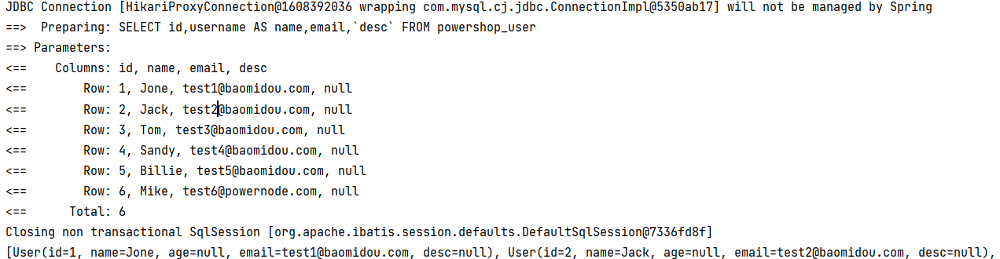 JDBC Connection [HikariProxyConnection@1608392036 wrapping com.mysql.cj.jdbc.ConnectionImpl@5350ab17] will not be managed by Spring
==>  Preparing: SELECT id,username AS name,email,`desc` FROM powershop_user
==> Parameters:
<==    Columns: id, name, email, desc
<==        Row: 1, Jone, test1@baomidou.com, null
<==        Row: 2, Jack, test2@baomidou.com, null
<==        Row: 3, Tom, test3@baomidou.com, null
<==        Row: 4, Sandy, test4@baomidou.com, null
<==        Row: 5, Billie, test5@baomidou.com, null
<==        Row: 6, Mike, test6@powernode.com, null
<==      Total: 6
Closing non transactional SqlSession [org.apache.ibatis.session.defaults.DefaultSqlSession@7336fd8f]
[User(id=1, name=Jone, age=null, email=test1@baomidou.com, desc=null), User(id=2, name=Jack, age=null, email=test2@baomidou.com, desc=null),